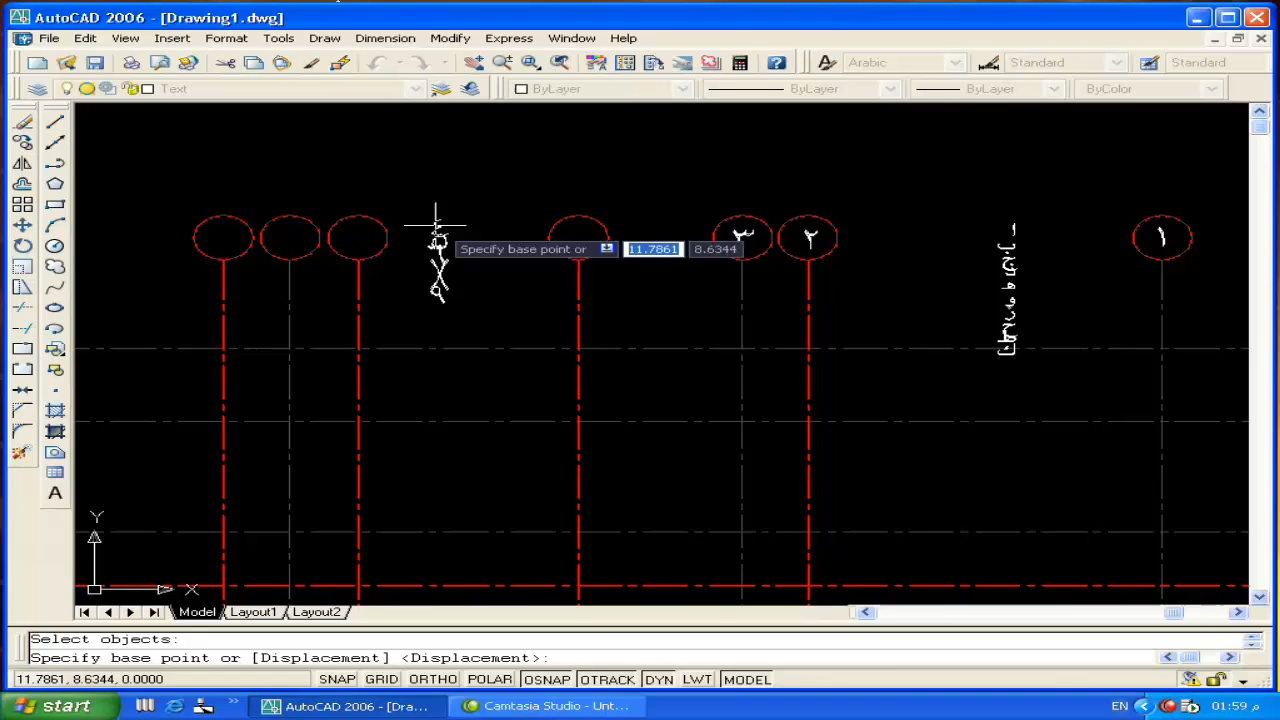 AutoCAD 2006 - [Drawing1.dwg]
File Edit View Insert Format Tools Draw Dimension Modify Express Window Help
Arabic Standard Standard
Text ByLayer ByLayer ByLayer ByColor
٣ ٢ ١
Specify base point or 11.7861 8.6344
Y
X
Model Layout1 Layout2
Select objects:
Specify base point or [Displacement] <Displacement>:
11.7861, 8.6344, 0.0000 SNAP GRID ORTHO POLAR OSNAP OTRACK DYN LWT MODEL
start AutoCAD 2006 - [Dra... Camtasia Studio - Unt... EN 01:59 م